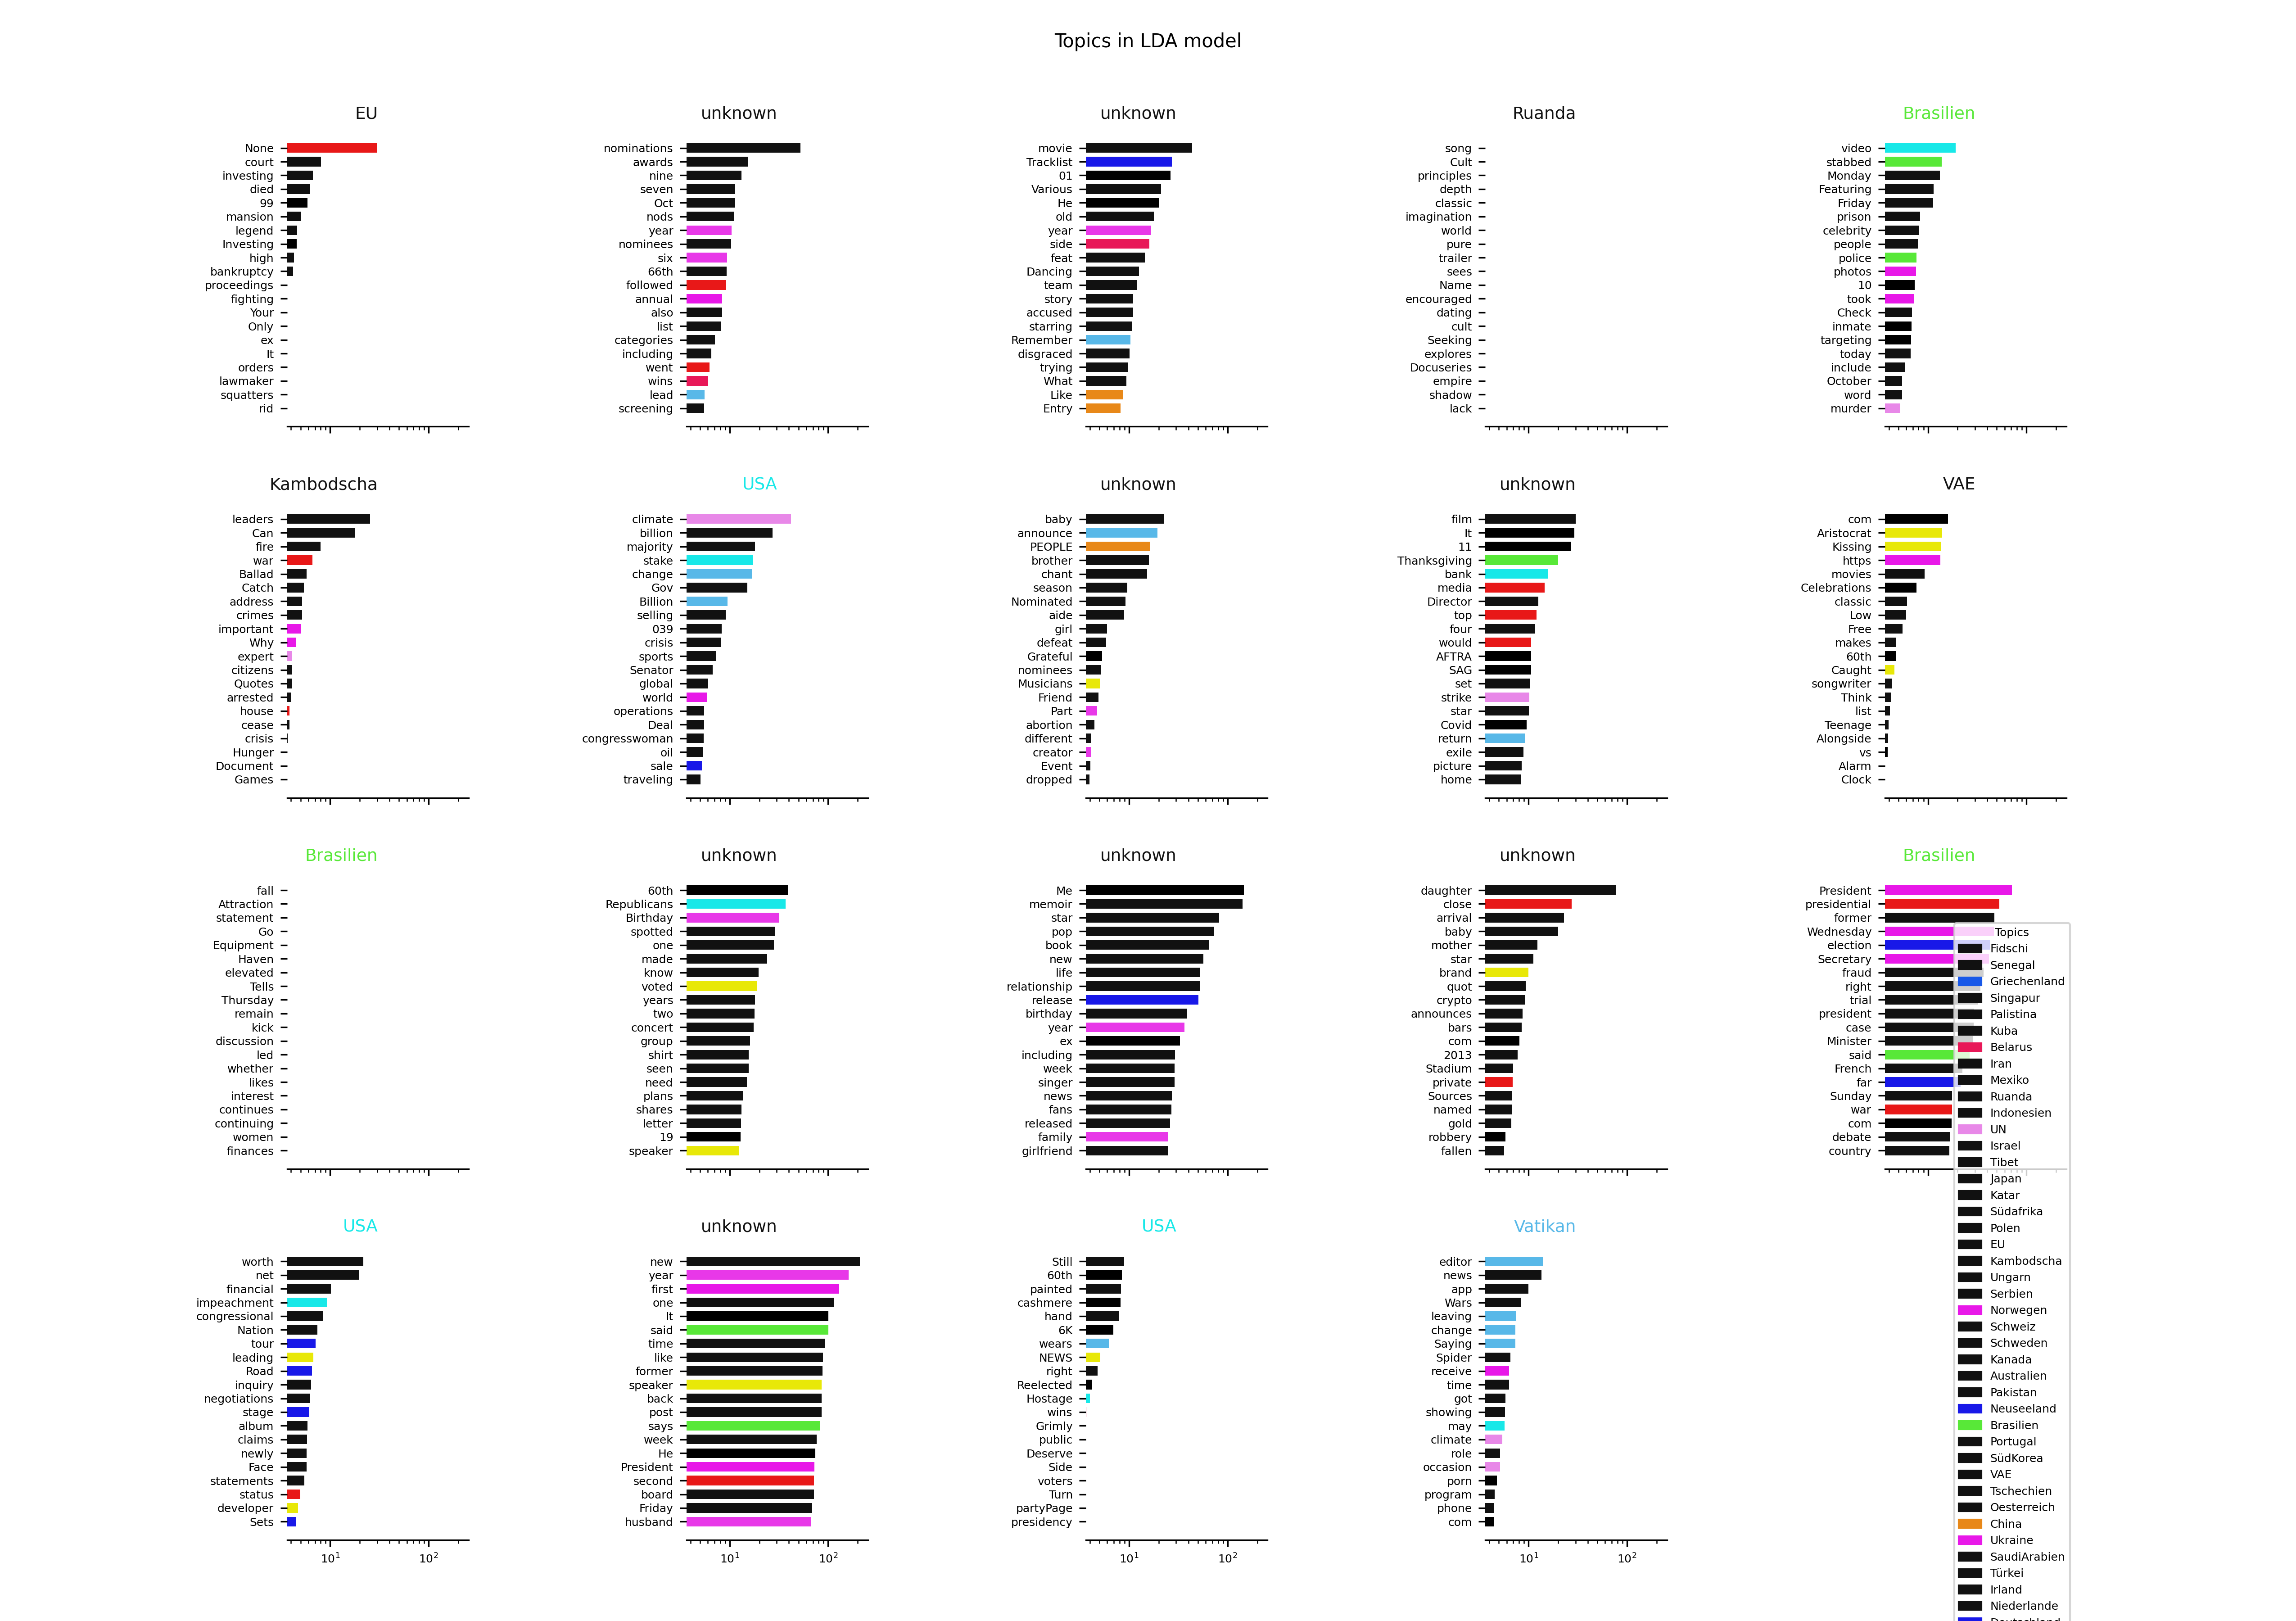 Topics in LDA model
EU
None
court
investing
died
99
mansion
legend
Investing
high
bankruptcy
proceedings
fighting
Your
Only
ex
It
orders
lawmaker
squatters
rid
unknown
nominations
awards
nine
seven
Oct
nods
year
nominees
six
66th
followed
annual
also
list
categories
including
went
wins
lead
screening
unknown
movie
Tracklist
01
Various
He
old
year
side
feat
Dancing
team
story
accused
starring
Remember
disgraced
trying
What
Like
Entry
Ruanda
song
Cult
principles
depth
classic
imagination
world
pure
trailer
sees
Name
encouraged
dating
cult
Seeking
explores
Docuseries
empire
shadow
lack
Brasilien
video
stabbed
Monday
Featuring
Friday
prison
celebrity
people
police
photos
10
took
Check
inmate
targeting
today
include
October
word
murder
Kambodscha
leaders
Can
fire
war
Ballad
Catch
address
crimes
important
Why
expert
citizens
Quotes
arrested
house
cease
crisis
Hunger
Document
Games
USA
climate
billion
majority
stake
change
Gov
Billion
selling
039
crisis
sports
Senator
global
world
operations
Deal
congresswoman
oil
sale
traveling
unknown
baby
announce
PEOPLE
brother
chant
season
Nominated
aide
girl
defeat
Grateful
nominees
Musicians
Friend
Part
abortion
different
creator
Event
dropped
unknown
film
It
11
Thanksgiving
bank
media
Director
top
four
would
AFTRA
SAG
set
strike
star
Covid
return
exile
picture
home
VAE
com
Aristocrat
Kissing
https
movies
Celebrations
classic
Low
Free
makes
60th
Caught
songwriter
Think
list
Teenage
Alongside
vs
Alarm
Clock
Brasilien
fall
Attraction
statement
Go
Equipment
Haven
elevated
Tells
Thursday
remain
kick
discussion
led
whether
likes
interest
continues
continuing
women
finances
unknown
60th
Republicans
Birthday
spotted
one
made
know
voted
years
two
concert
group
shirt
seen
need
plans
shares
letter
19
speaker
unknown
Me
memoir
star
pop
book
new
life
relationship
release
birthday
year
ex
including
week
singer
news
fans
released
family
girlfriend
unknown
daughter
close
arrival
baby
mother
star
brand
quot
crypto
announces
bars
com
2013
Stadium
private
Sources
named
gold
robbery
fallen
Brasilien
President
presidential
former
Wednesday
election
Secretary
fraud
right
trial
president
case
Minister
said
French
far
Sunday
war
com
debate
country
USA
worth
net
financial
impeachment
congressional
Nation
tour
leading
Road
inquiry
negotiations
stage
album
claims
newly
Face
statements
status
developer
Sets
10¹ 10²
unknown
new
year
first
one
It
said
time
like
former
speaker
back
post
says
week
He
President
second
board
Friday
husband
10¹ 10²
USA
Still
60th
painted
cashmere
hand
6K
wears
NEWS
right
Reelected
Hostage
wins
Grimly
public
Deserve
Side
voters
Turn
partyPage
presidency
10¹ 10²
Vatikan
editor
news
app
Wars
leaving
change
Saying
Spider
receive
time
got
showing
may
climate
role
occasion
porn
program
phone
com
10¹ 10²
Topics
Fidschi
Senegal
Griechenland
Singapur
Palistina
Kuba
Belarus
Iran
Mexiko
Ruanda
Indonesien
UN
Israel
Tibet
Japan
Katar
Südafrika
Polen
EU
Kambodscha
Ungarn
Serbien
Norwegen
Schweiz
Schweden
Kanada
Australien
Pakistan
Neuseeland
Brasilien
Portugal
SüdKorea
VAE
Tschechien
Oesterreich
China
Ukraine
SaudiArabien
Türkei
Irland
Niederlande